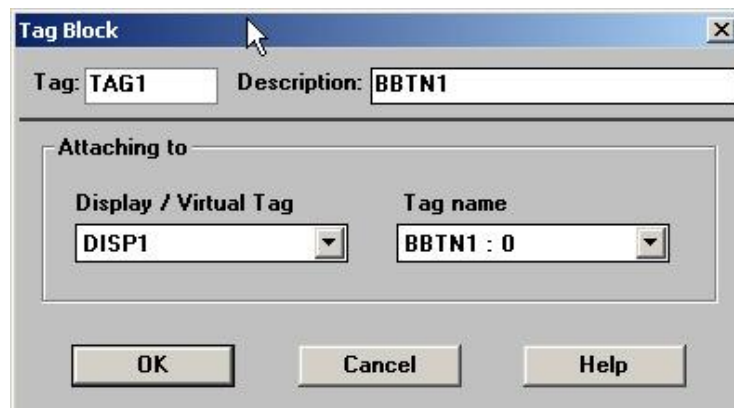 Tag Block
Tag: TAG1 Description: BBTN1
Attaching to
Display / Virtual Tag Tag name
DISP1 BBTN1 : 0
OK Cancel Help